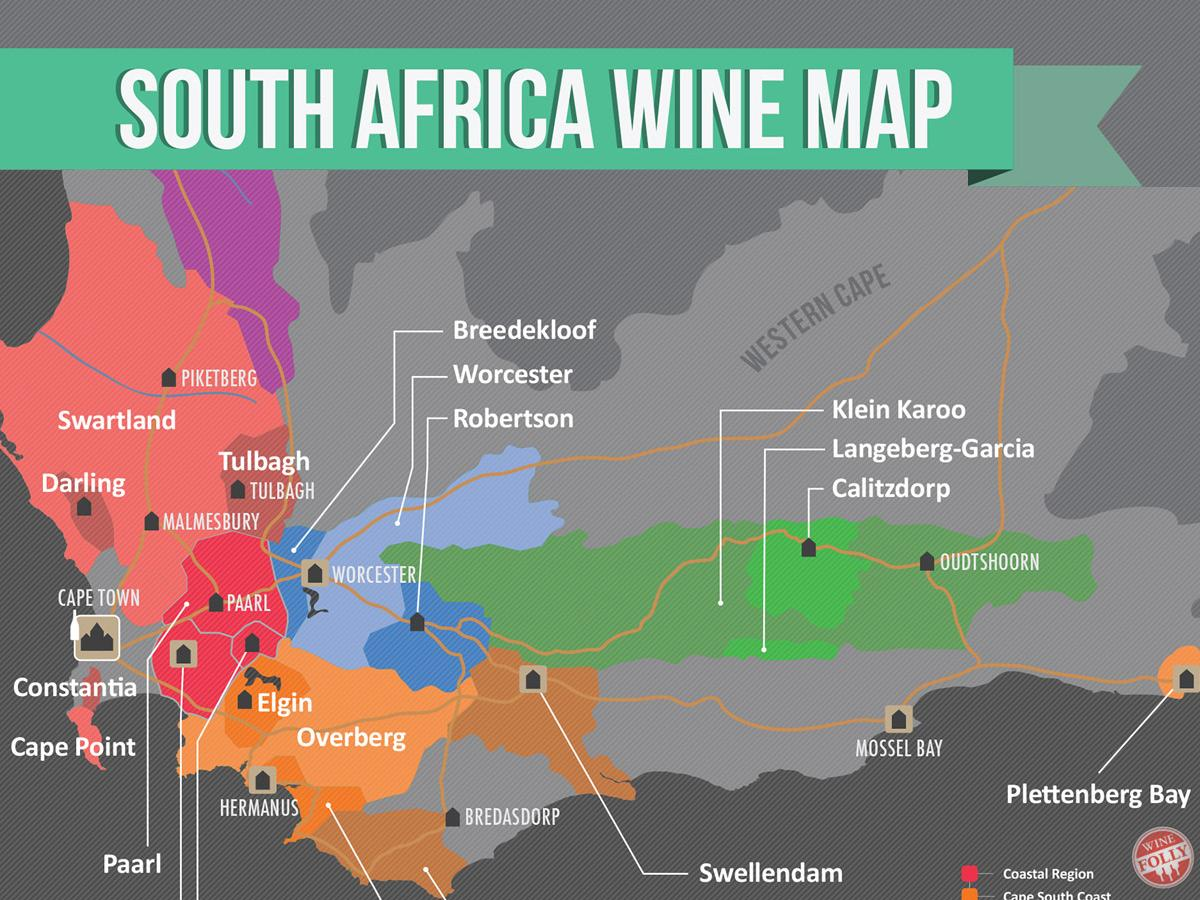 SOUTH AFRICA WINE MAP
WESTERN CAPE
Breedekloof
Worcester
Robertson
PIKETBERG
Swartland
Klein Karoo
Langeberg-Garcia
Calitzdorp
Tulbagh
TULBAGH
Darling
MALMESBURY
OUDTSHOORN
WORCESTER
CAPE TOWN
PAARL
Constantia
Elgin
Overberg
Cape Point
MOSSEL BAY
HERMANUS
BREDASDORP
Plettenberg Bay
Paarl
Swellendam
WINE
FOLLY
Coastal Region
Cape South Coast